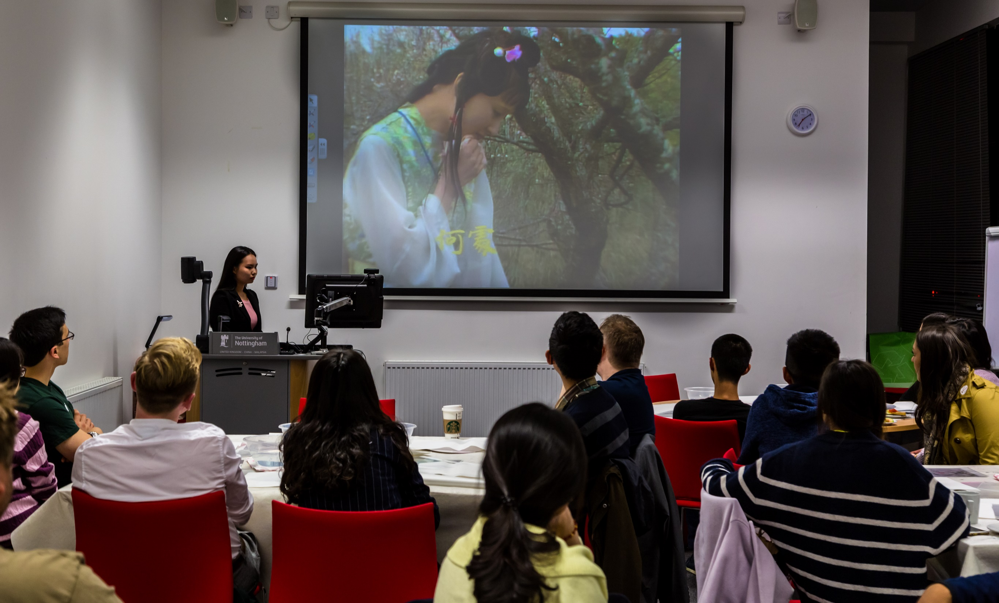 何處
The University of
Nottingham
UNITED KINGDOM · CHINA · MALAYSIA